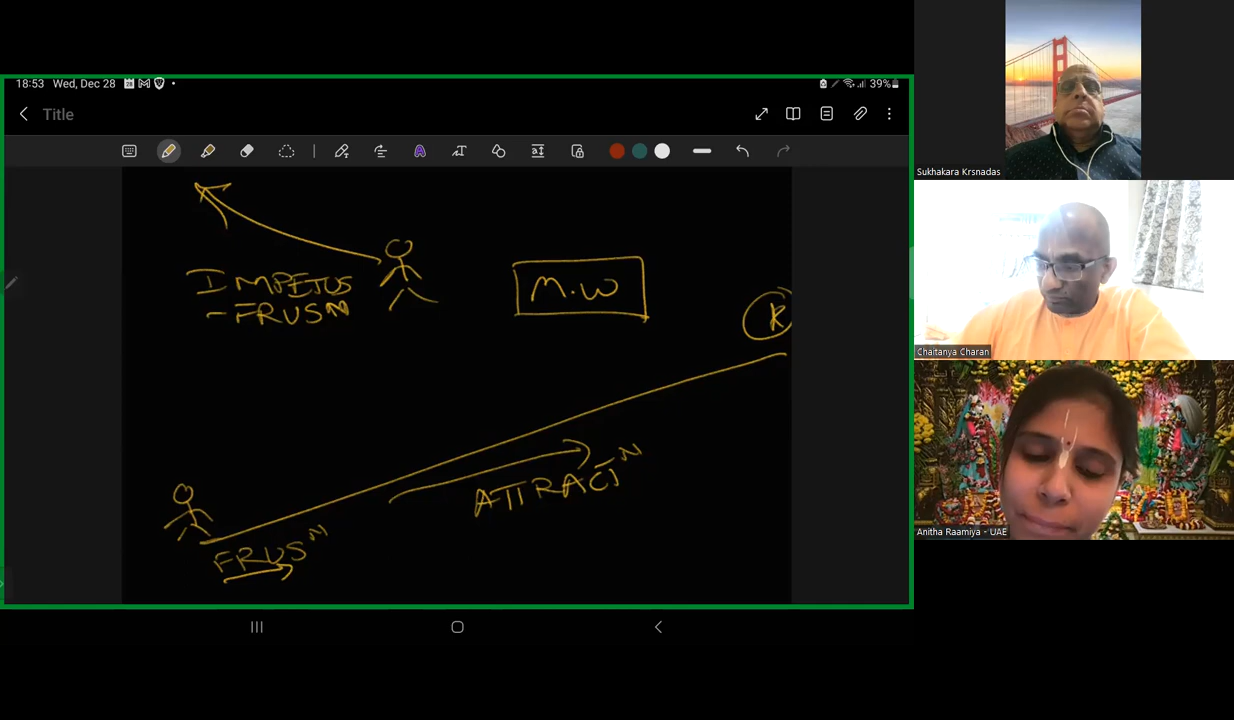 18:53 Wed, Dec 28
39%
Title
IMPETUS
- FRUSN
M.W
K
ATTRACTN
FRUSN
Sukhakara Krsnadas
Chaitanya Charan
Anitha Raamiya - UAE